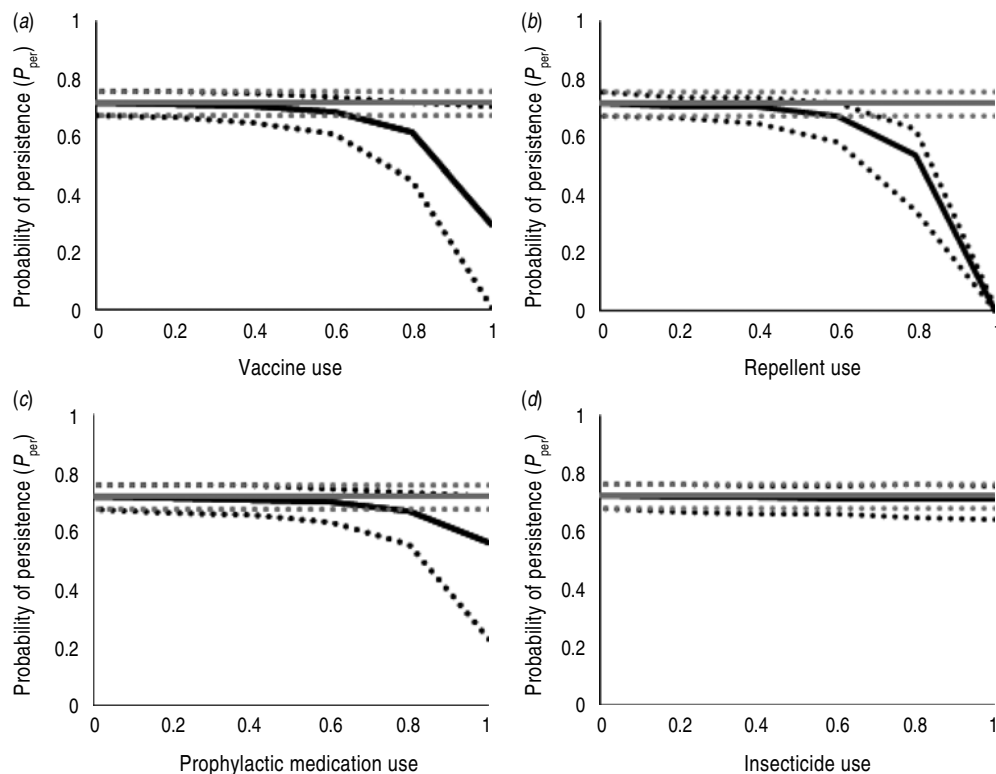 (a)
1
0.8
0.6
0.4
0.2
0
Probability of persistence (Pper)
0 0.2 0.4 0.6 0.8 1
Vaccine use
(b)
1
0.8
0.6
0.4
0.2
0
Probability of persistence (Pper)
0 0.2 0.4 0.6 0.8 1
Repellent use
(c)
1
0.8
0.6
0.4
0.2
0
Probability of persistence (Pper)
0 0.2 0.4 0.6 0.8 1
Prophylactic medication use
(d)
1
0.8
0.6
0.4
0.2
0
Probability of persistence (Pper)
0 0.2 0.4 0.6 0.8 1
Insecticide use